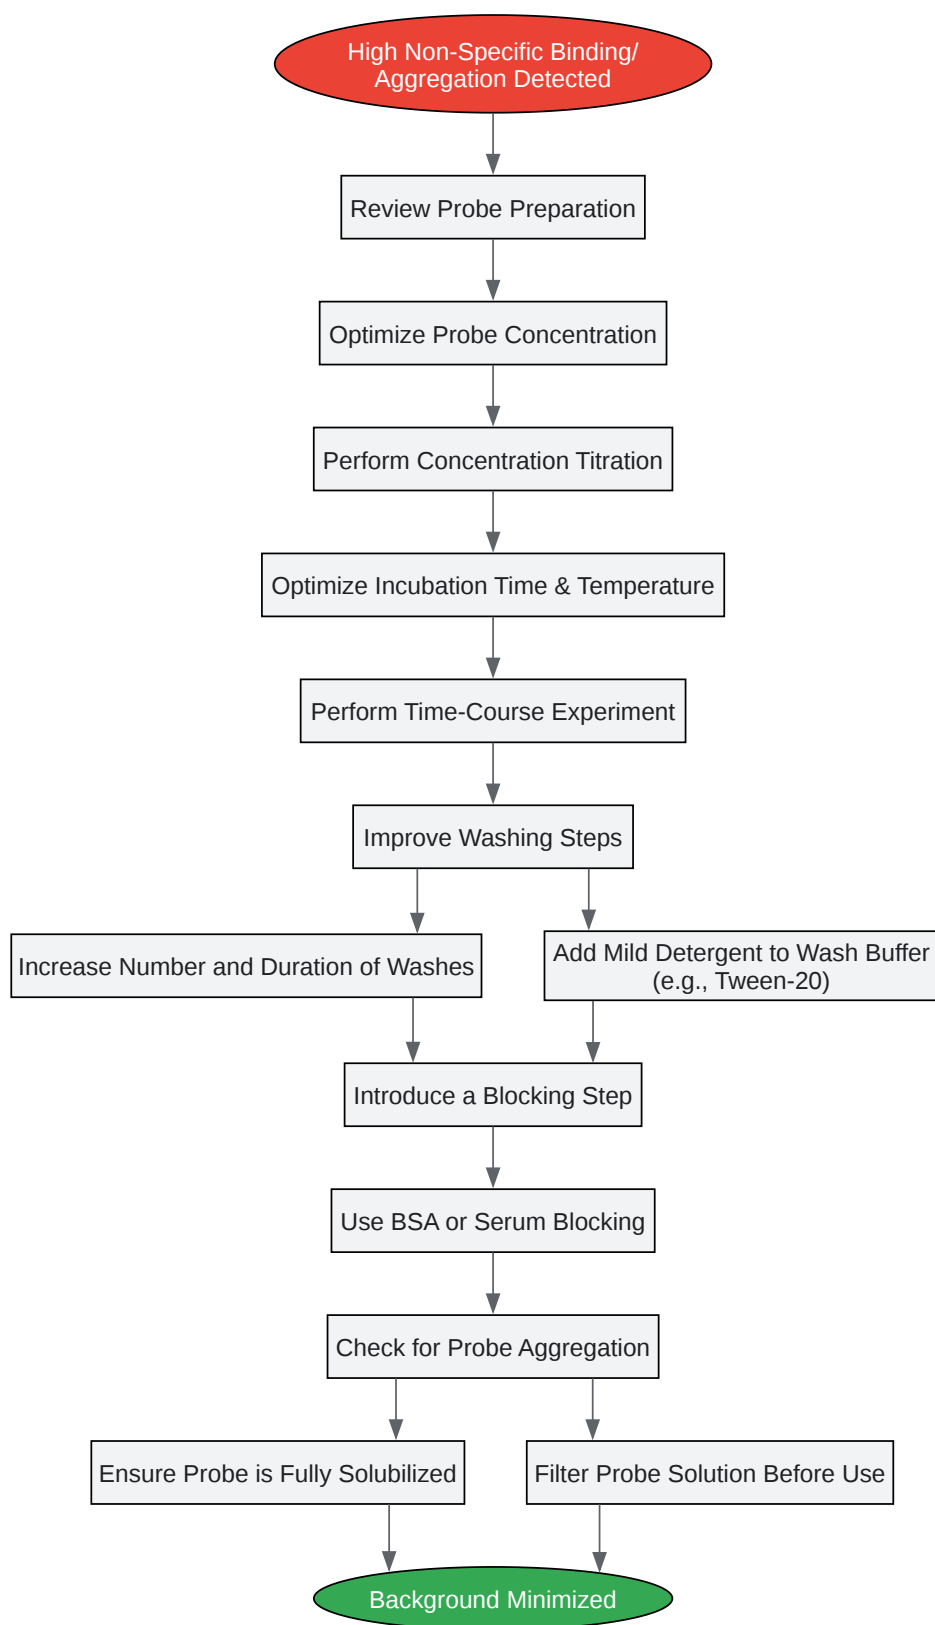 High Non-Specific Binding/
Aggregation Detected
Review Probe Preparation
Optimize Probe Concentration
Perform Concentration Titration
Optimize Incubation Time & Temperature
Perform Time-Course Experiment
Improve Washing Steps
Increase Number and Duration of Washes
Add Mild Detergent to Wash Buffer
(e.g., Tween-20)
Introduce a Blocking Step
Use BSA or Serum Blocking
Check for Probe Aggregation
Ensure Probe is Fully Solubilized
Filter Probe Solution Before Use
Background Minimized